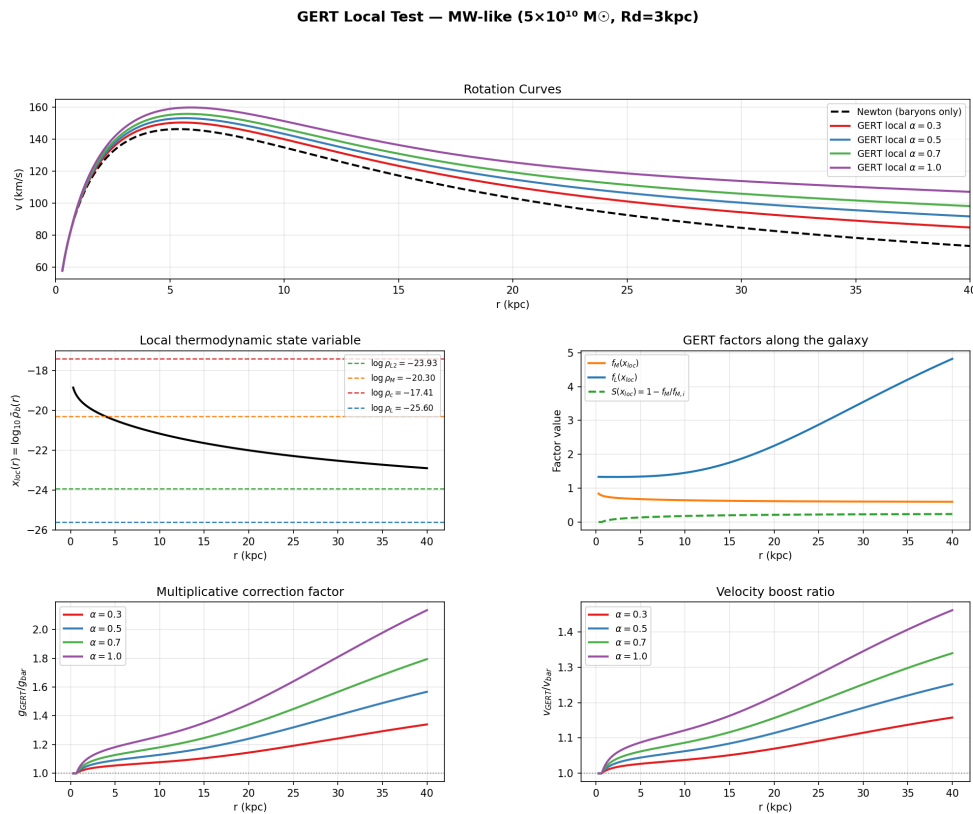 GERT Local Test — MW-like (5×10¹⁰ M☉, Rd=3kpc)
Rotation Curves
v (km/s)
160
140
120
100
80
60
0 5 10 15 20 25 30 35 40
r (kpc)
Newton (baryons only)
GERT local α = 0.3
GERT local α = 0.5
GERT local α = 0.7
GERT local α = 1.0
Local thermodynamic state variable
x_loc(r) = log₁₀ ρ̄_b(r)
−18
−20
−22
−24
−26
0 5 10 15 20 25 30 35 40
r (kpc)
log ρ_L2 = −23.93
log ρ_M = −20.30
log ρ_c = −17.41
log ρ_L = −25.60
GERT factors along the galaxy
Factor value
5
4
3
2
1
0
0 5 10 15 20 25 30 35 40
r (kpc)
f_M(x_loc)
f_L(x_loc)
S(x_loc) = 1 − f_M/f_M,i
Multiplicative correction factor
g_GERT/g_bar
2.0
1.8
1.6
1.4
1.2
1.0
0 5 10 15 20 25 30 35 40
r (kpc)
α = 0.3
α = 0.5
α = 0.7
α = 1.0
Velocity boost ratio
v_GERT/v_bar
1.4
1.3
1.2
1.1
1.0
0 5 10 15 20 25 30 35 40
r (kpc)
α = 0.3
α = 0.5
α = 0.7
α = 1.0